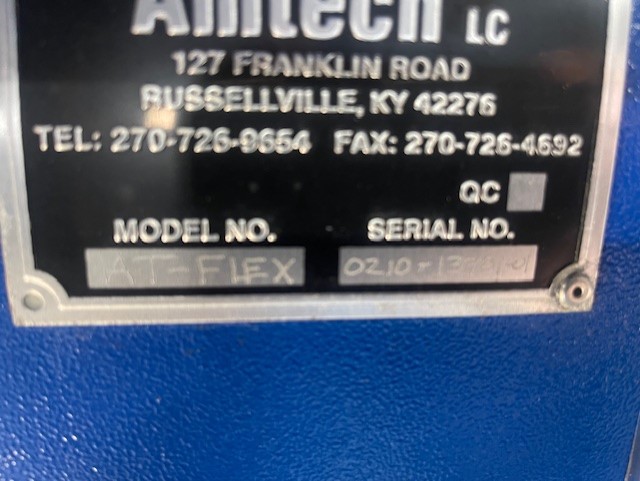 Amtech LC
127 FRANKLIN ROAD
RUSSELLVILLE, KY 42276
TEL: 270-726-9654 FAX: 270-726-4692
QC
MODEL NO. SERIAL NO.
AT-FLEX